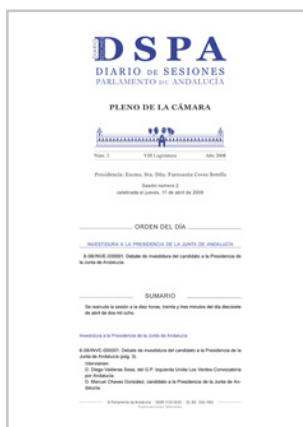 DIARIO
DSPA
DIARIO DE SESIONES
PARLAMENTO DE ANDALUCÍA
PLENO DE LA CÁMARA
Núm. 3 VIII Legislatura Año 2008
Presidencia: Excma. Sra. Dña. Fuensanta Coves Botella
Sesión número 2
celebrada el jueves, 17 de abril de 2008
ORDEN DEL DÍA
INVESTIDURA A LA PRESIDENCIA DE LA JUNTA DE ANDALUCÍA
8-08/INVE-000001. Debate de investidura del candidato a la Presidencia de
la Junta de Andalucía.
SUMARIO
Se reanuda la sesión a la diez horas, treinta y tres minutos del día diecisiete
de abril de dos mil ocho.
Investidura a la Presidencia de la Junta de Andalucía
8-08/INVE-000001. Debate de investidura del candidato a la Presidencia de la
Junta de Andalucía (pág. 3).
Intervienen:
D. Diego Valderas Sosa, del G.P. Izquierda Unida Los Verdes-Convocatoria
por Andalucía.
D. Manuel Chaves González, candidato a la Presidencia de la Junta de An-
dalucía.
© Parlamento de Andalucía
Publicaciones Oficiales